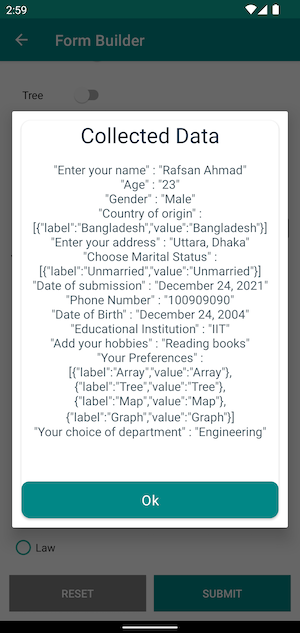 2:59
Form Builder
Tree
Collected Data
"Enter your name" : "Rafsan Ahmad"
"Age" : "23"
"Gender" : "Male"
"Country of origin" :
[{"label":"Bangladesh","value":"Bangladesh"}]
"Enter your address" : "Uttara, Dhaka"
"Choose Marital Status" :
[{"label":"Unmarried","value":"Unmarried"}]
"Date of submission" : "December 24, 2021"
"Phone Number" : "100909090"
"Date of Birth" : "December 24, 2004"
"Educational Institution" : "IIT"
"Add your hobbies" : "Reading books"
"Your Preferences" :
[{"label":"Array","value":"Array"},
{"label":"Tree","value":"Tree"},
{"label":"Map","value":"Map"},
{"label":"Graph","value":"Graph"}]
"Your choice of department" : "Engineering"
Ok
Law
RESET
SUBMIT